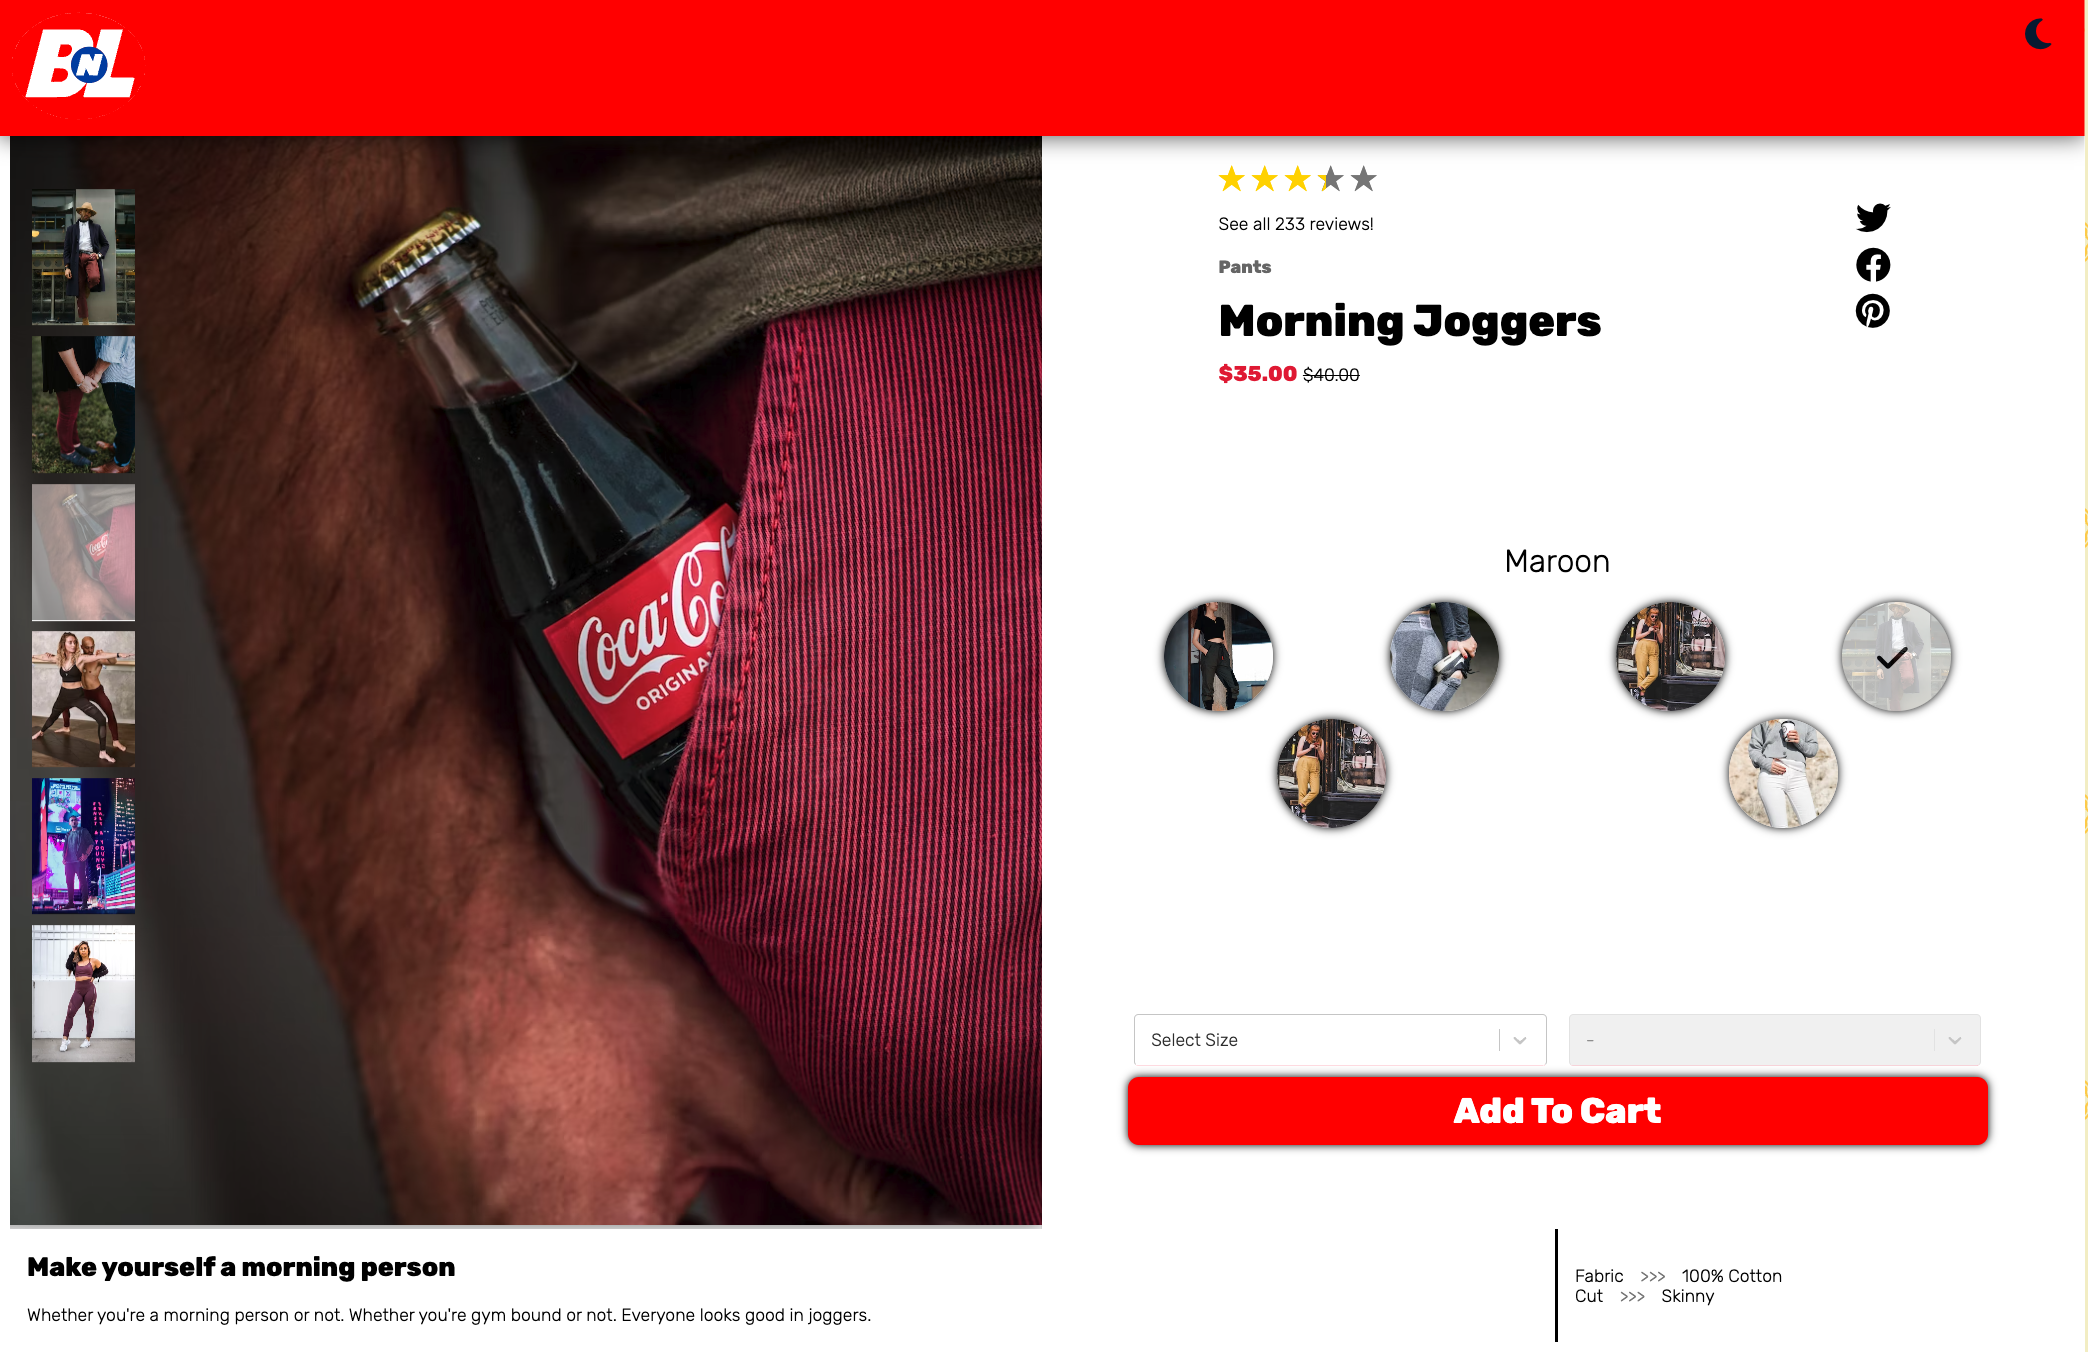 BNL
See all 233 reviews!
Pants
Morning Joggers
$35.00 $40.00
Coca-Co
ORIGINA
Maroon
Select Size
-
Add To Cart
Make yourself a morning person
Whether you're a morning person or not. Whether you're gym bound or not. Everyone looks good in joggers.
Fabric >>> 100% Cotton
Cut >>> Skinny